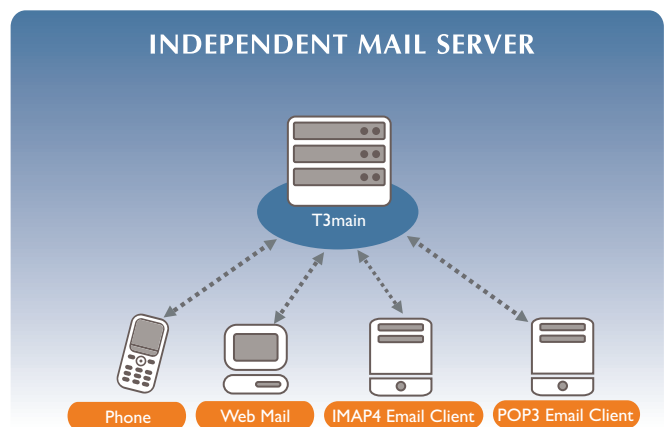 INDEPENDENT MAIL SERVER
T3main
Phone
Web Mail
IMAP4 Email Client
POP3 Email Client